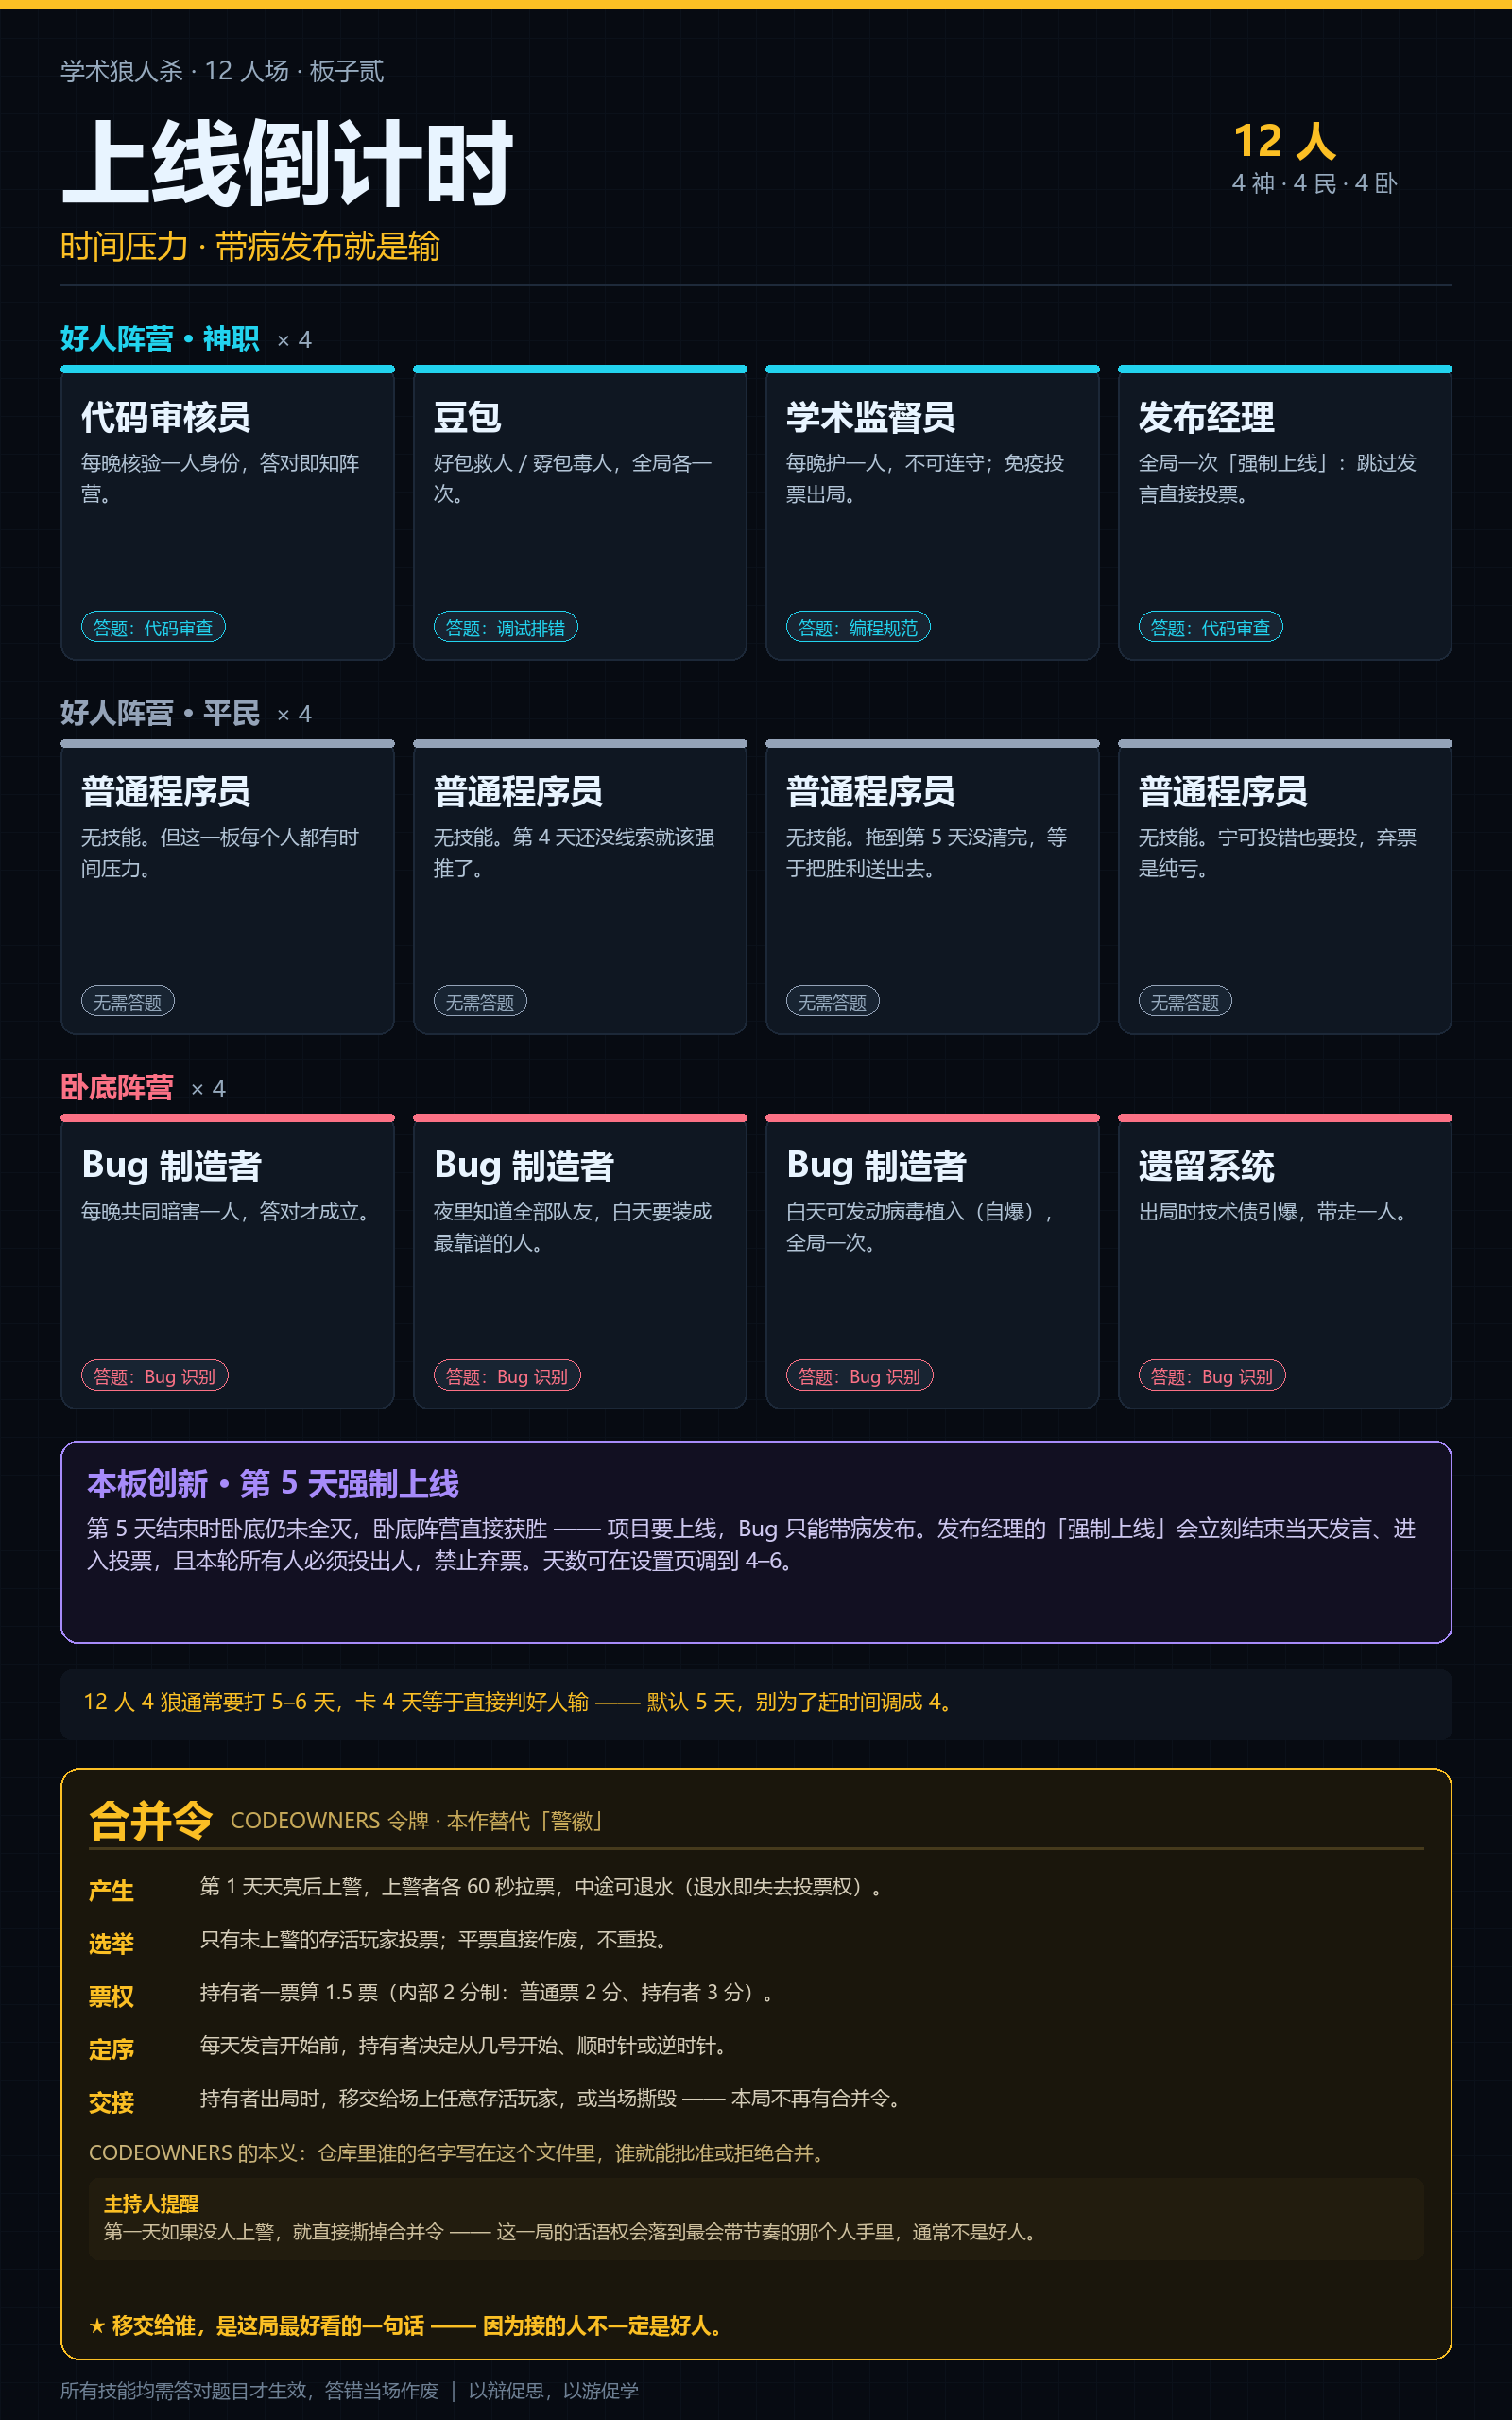 学术狼人杀 · 12 人场 · 板子贰
上线倒计时
12 人
4 神 · 4 民 · 4 卧
时间压力 · 带病发布就是输
好人阵营 • 神职 × 4
代码审核员
每晚核验一人身份，答对即知阵
营。
答题：代码审查
豆包
好包救人 / 孬包毒人，全局各一
次。
答题：调试排错
学术监督员
每晚护一人，不可连守；免疫投
票出局。
答题：编程规范
发布经理
全局一次「强制上线」：跳过发
言直接投票。
答题：代码审查
好人阵营 • 平民 × 4
普通程序员
无技能。但这一板每个人都有时
间压力。
无需答题
普通程序员
无技能。第 4 天还没线索就该强
推了。
无需答题
普通程序员
无技能。拖到第 5 天没清完，等
于把胜利送出去。
无需答题
普通程序员
无技能。宁可投错也要投，弃票
是纯亏。
无需答题
卧底阵营 × 4
Bug 制造者
每晚共同暗害一人，答对才成立。
答题：Bug 识别
Bug 制造者
夜里知道全部队友，白天要装成
最靠谱的人。
答题：Bug 识别
Bug 制造者
白天可发动病毒植入（自爆），
全局一次。
答题：Bug 识别
遗留系统
出局时技术债引爆，带走一人。
答题：Bug 识别
本板创新 • 第 5 天强制上线
第 5 天结束时卧底仍未全灭，卧底阵营直接获胜 —— 项目要上线，Bug 只能带病发布。发布经理的「强制上线」会立刻结束当天发言、进
入投票，且本轮所有人必须投出人，禁止弃票。天数可在设置页调到 4–6。
12 人 4 狼通常要打 5–6 天，卡 4 天等于直接判好人输 —— 默认 5 天，别为了赶时间调成 4。
合并令 CODEOWNERS 令牌 · 本作替代「警徽」
产生 第 1 天天亮后上警，上警者各 60 秒拉票，中途可退水（退水即失去投票权）。
选举 只有未上警的存活玩家投票；平票直接作废，不重投。
票权 持有者一票算 1.5 票（内部 2 分制：普通票 2 分、持有者 3 分）。
定序 每天发言开始前，持有者决定从几号开始、顺时针或逆时针。
交接 持有者出局时，移交给场上任意存活玩家，或当场撕毁 —— 本局不再有合并令。
CODEOWNERS 的本义：仓库里谁的名字写在这个文件里，谁就能批准或拒绝合并。
主持人提醒
第一天如果没人上警，就直接撕掉合并令 —— 这一局的话语权会落到最会带节奏的那个人手里，通常不是好人。
★ 移交给谁，是这局最好看的一句话 —— 因为接的人不一定是好人。
所有技能均需答对题目才生效，答错当场作废 ｜ 以辩促思，以游促学